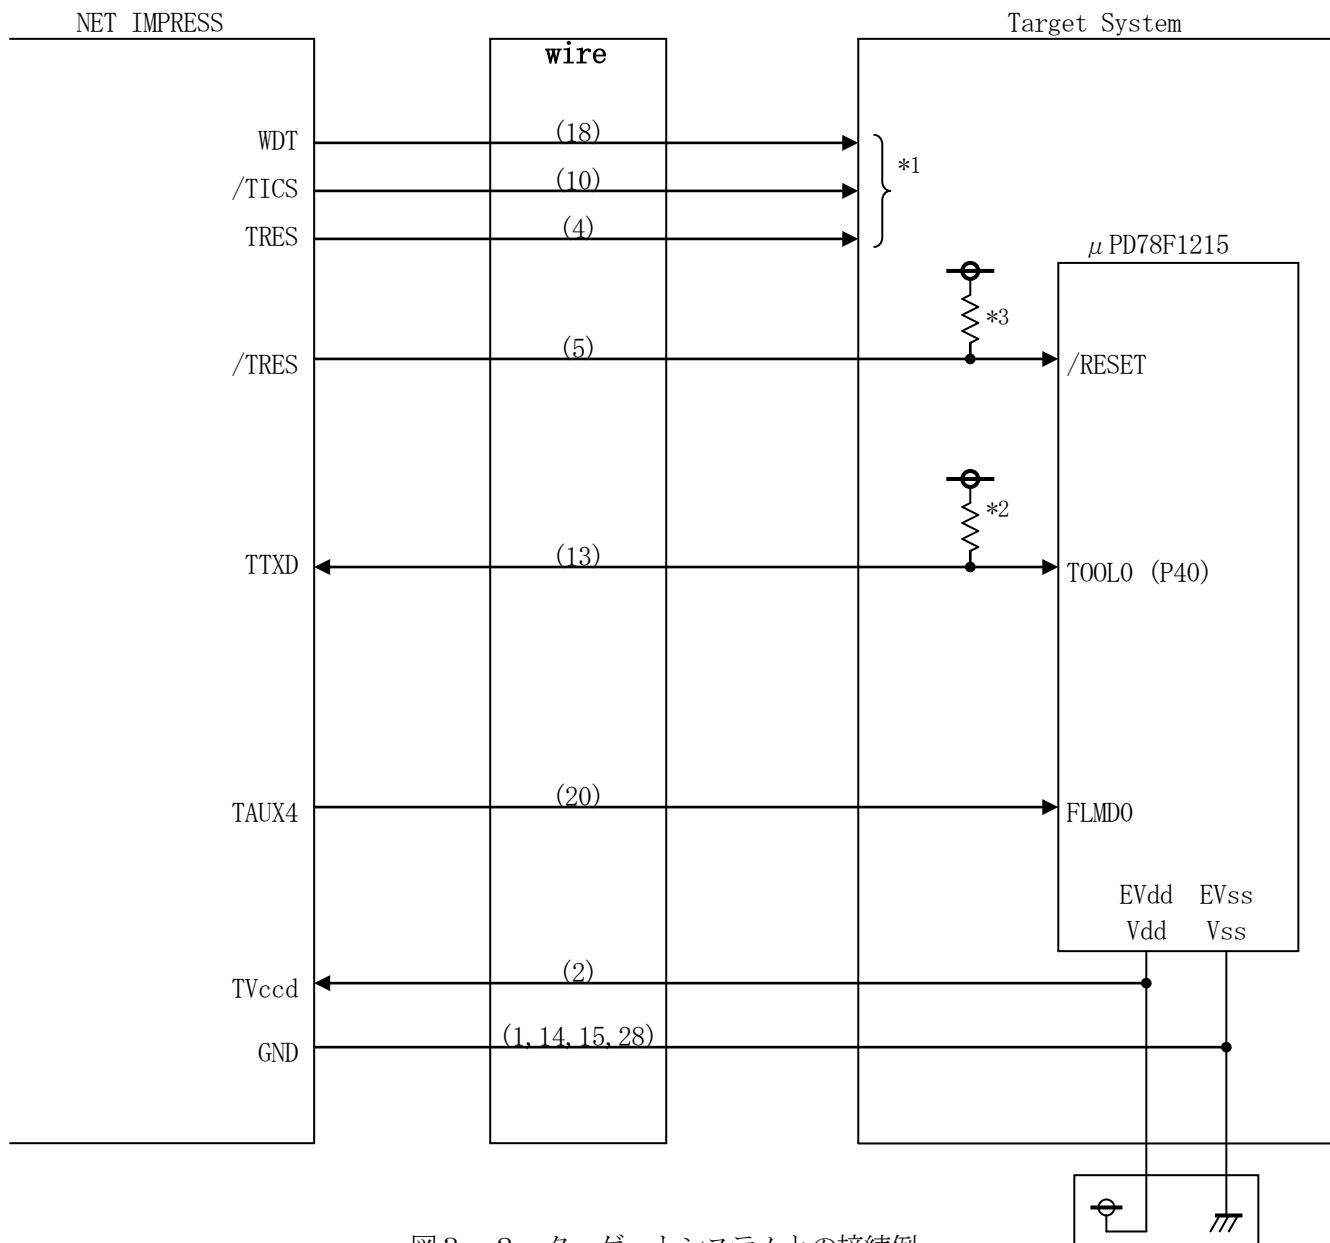 NET IMPRESS
Target System
wire
WDT
(18)
*1
/TICS
(10)
TRES
(4)
μPD78F1215
*3
/TRES
(5)
/RESET
*2
TTXD
(13)
TOOL0 (P40)
TAUX4
(20)
FLMD0
EVdd EVss
Vdd Vss
TVccd
(2)
GND
(1,14,15,28)